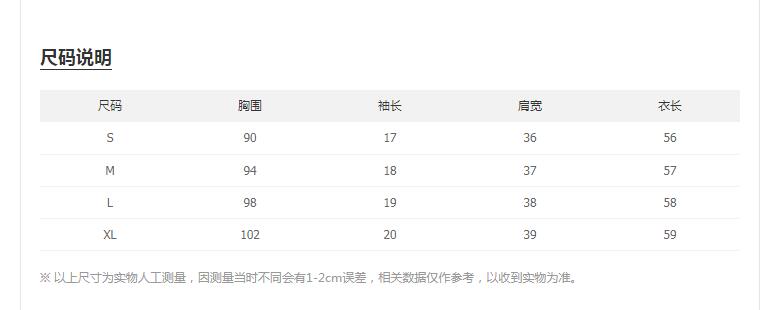 尺码说明
尺码 胸围 袖长 肩宽 衣长
S 90 17 36 56
M 94 18 37 57
L 98 19 38 58
XL 102 20 39 59
※ 以上尺寸为实物人工测量，因测量当时不同会有1-2cm误差，相关数据仅作参考，以收到实物为准。